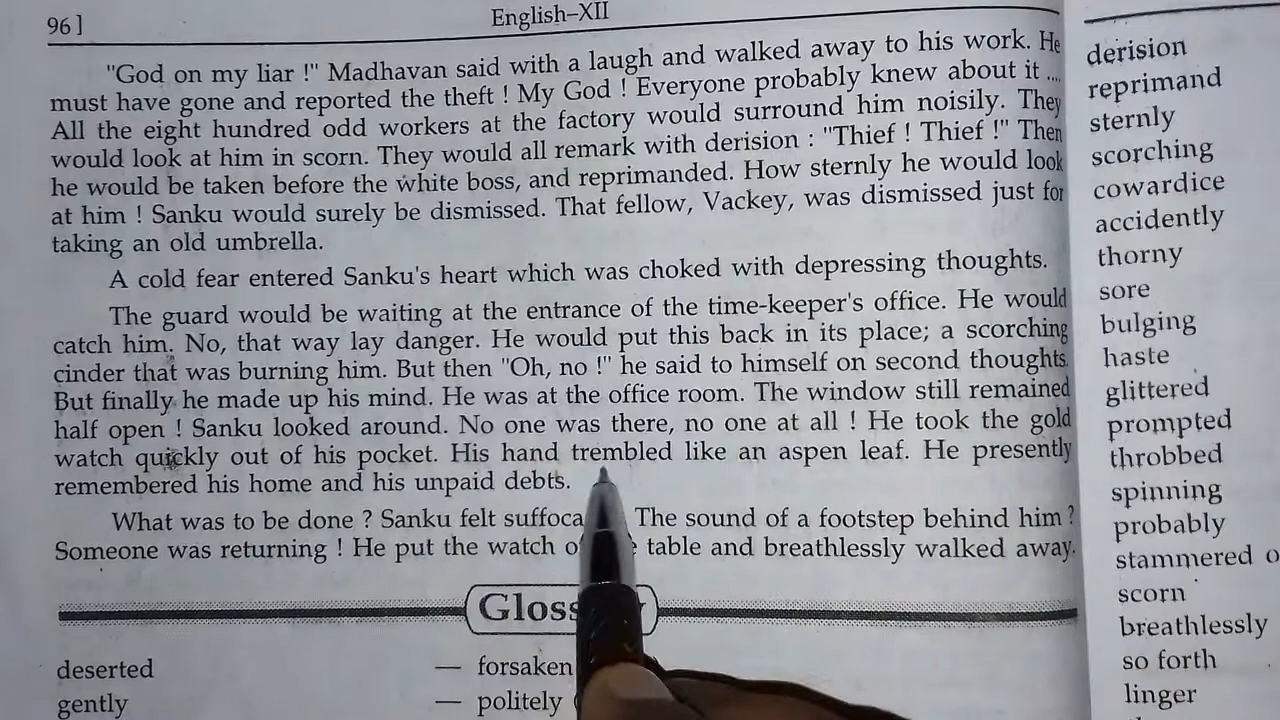 96 ]
English–XII
"God on my liar !" Madhavan said with a laugh and walked away to his work. He
must have gone and reported the theft ! My God ! Everyone probably knew about it ....
All the eight hundred odd workers at the factory would surround him noisily. They
would look at him in scorn. They would all remark with derision : "Thief ! Thief !" Then
he would be taken before the white boss, and reprimanded. How sternly he would look
at him ! Sanku would surely be dismissed. That fellow, Vackey, was dismissed just for
taking an old umbrella.
A cold fear entered Sanku's heart which was choked with depressing thoughts.
The guard would be waiting at the entrance of the time-keeper's office. He would
catch him. No, that way lay danger. He would put this back in its place; a scorching
cinder that was burning him. But then "Oh, no !" he said to himself on second thoughts.
But finally he made up his mind. He was at the office room. The window still remained
half open ! Sanku looked around. No one was there, no one at all ! He took the gold
watch quickly out of his pocket. His hand trembled like an aspen leaf. He presently
remembered his home and his unpaid debts.
What was to be done ? Sanku felt suffoca The sound of a footstep behind him ?
Someone was returning ! He put the watch o table and breathlessly walked away.
Gloss
deserted — forsaken
gently — politely
derision
reprimand
sternly
scorching
cowardice
accidently
thorny
sore
bulging
haste
glittered
prompted
throbbed
spinning
probably
stammered o
scorn
breathlessly
so forth
linger